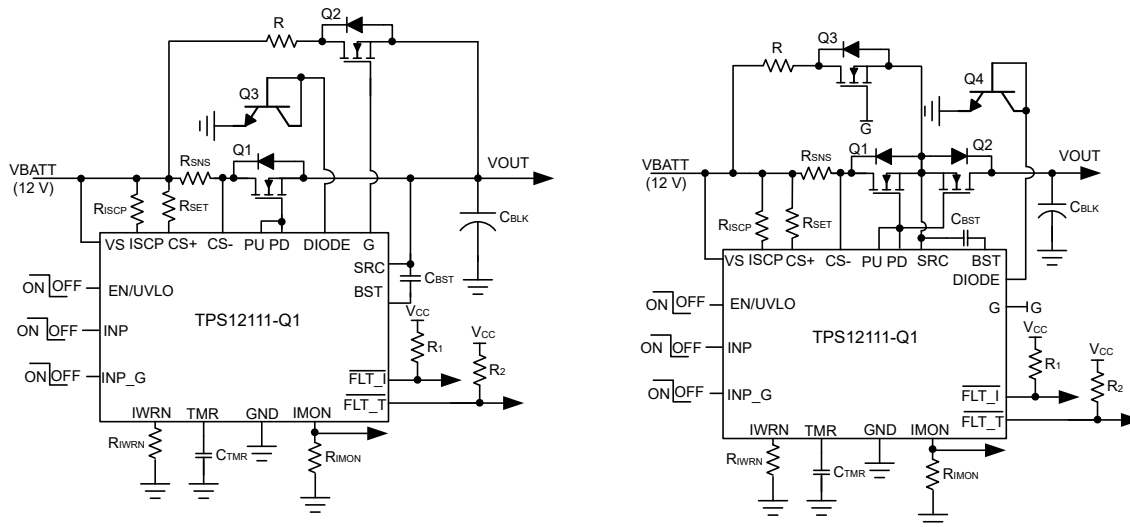 R
Q2
Q3
VBATT
(12 V)
RSNS
Q1
VOUT
RISCP
RSET
CBLK
VS
ISCP
CS+
CS-
PU
PD
DIODE
G
SRC
CBST
BST
ON
OFF
EN/UVLO
TPS12111-Q1
ON
OFF
INP
ON
OFF
INP_G
VCC
R1
VCC
R2
FLT_I
FLT_T
IWRN
TMR
GND
IMON
RIWRN
CTMR
RIMON
R
Q3
G
Q4
VBATT
(12 V)
RSNS
Q1
Q2
VOUT
RISCP
RSET
CBST
CBLK
VS
ISCP
CS+
CS-
PU
PD
SRC
BST
DIODE
ON
OFF
EN/UVLO
G
G
TPS12111-Q1
ON
OFF
INP
ON
OFF
INP_G
VCC
R1
VCC
R2
FLT_I
FLT_T
IWRN
TMR
GND
IMON
RIWRN
CTMR
RIMON